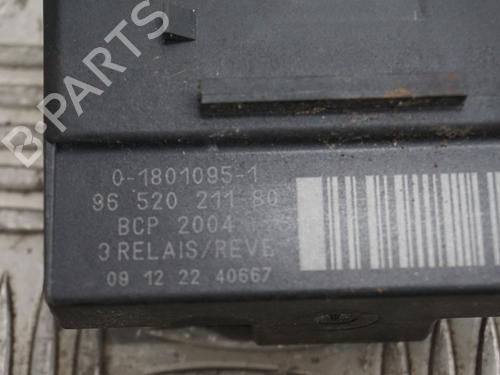 B-PARTS
0-1801095-1
96 520 211 80
BCP 2004
3 RELAIS/REVE
09 12 22 40667